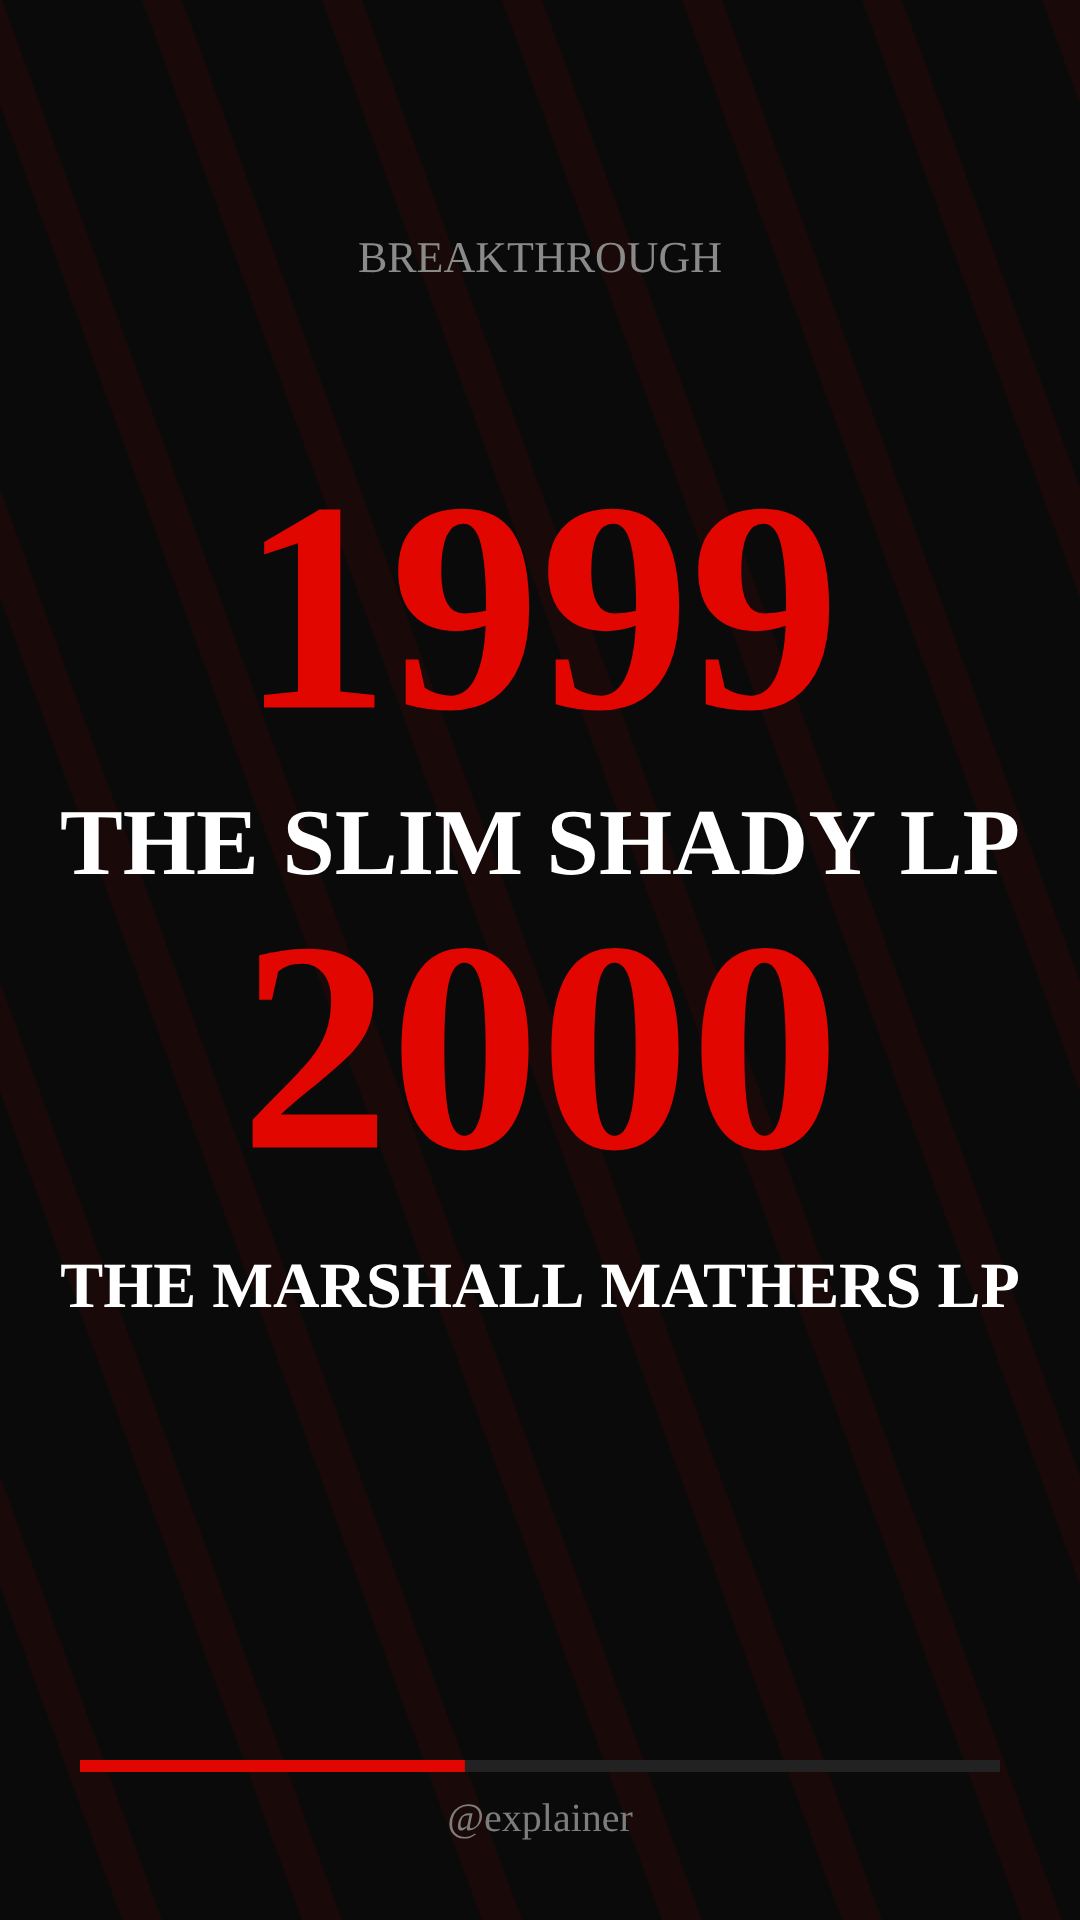 BREAKTHROUGH
1999
THE SLIM SHADY LP
2000
THE MARSHALL MATHERS LP
@explainer